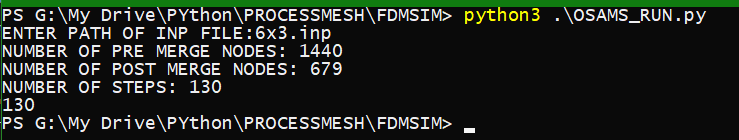 PS G:\My Drive\PYthon\PROCESSMESH\FDMSIM> python3 .\OSAMS_RUN.py
ENTER PATH OF INP FILE:6x3.inp
NUMBER OF PRE MERGE NODES: 1440
NUMBER OF POST MERGE NODES: 679
NUMBER OF STEPS: 130
130
PS G:\My Drive\PYthon\PROCESSMESH\FDMSIM>